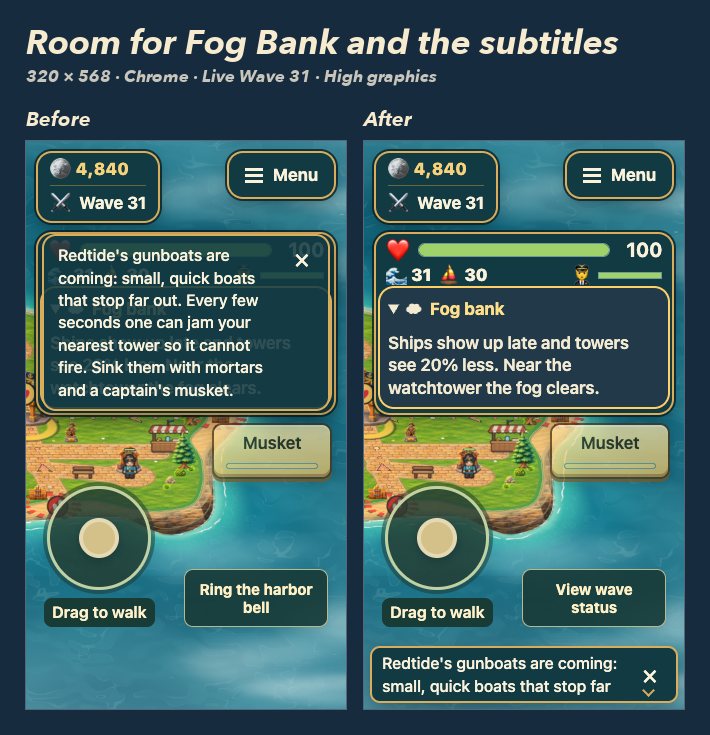 Room for Fog Bank and the subtitles
320 × 568 · Chrome · Live Wave 31 · High graphics
Before
4,840
Wave 31
Menu
100
31 30
Redtide's gunboats are
coming: small, quick boats
that stop far out. Every few
seconds one can jam your
nearest tower so it cannot
fire. Sink them with mortars
and a captain's musket.
Fog bank
Musket
Drag to walk
Ring the harbor
bell
After
4,840
Wave 31
Menu
100
31 30
Fog bank
Ships show up late and towers
see 20% less. Near the
watchtower the fog clears.
Musket
Drag to walk
View wave
status
Redtide's gunboats are coming:
small, quick boats that stop far